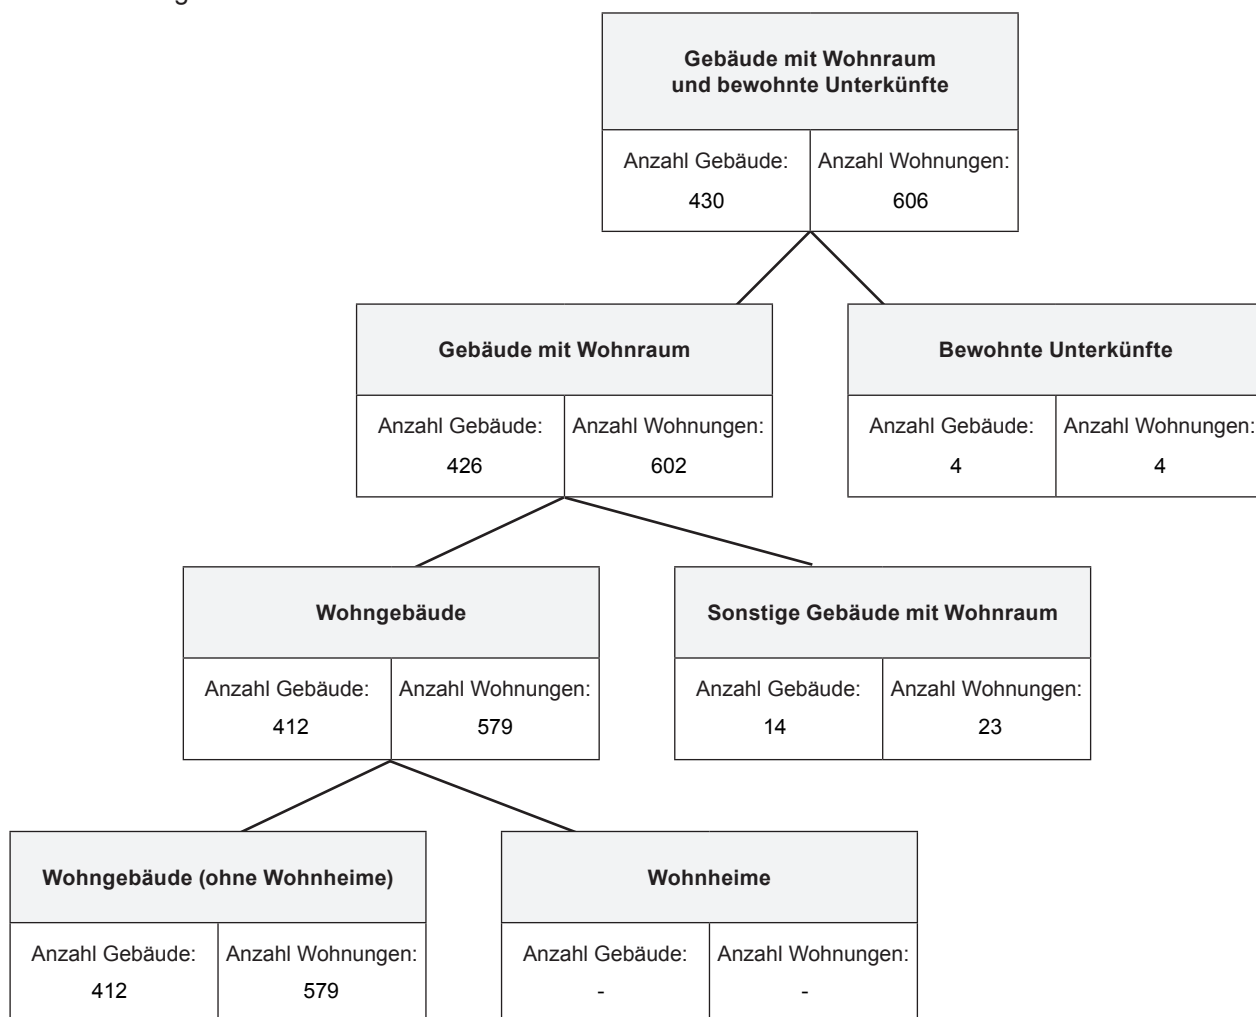 Gebäude mit Wohnraum
und bewohnte Unterkünfte
Anzahl Gebäude: Anzahl Wohnungen:
430 606
Gebäude mit Wohnraum
Anzahl Gebäude: Anzahl Wohnungen:
426 602
Bewohnte Unterkünfte
Anzahl Gebäude: Anzahl Wohnungen:
4 4
Wohngebäude
Anzahl Gebäude: Anzahl Wohnungen:
412 579
Sonstige Gebäude mit Wohnraum
Anzahl Gebäude: Anzahl Wohnungen:
14 23
Wohngebäude (ohne Wohnheime)
Anzahl Gebäude: Anzahl Wohnungen:
412 579
Wohnheime
Anzahl Gebäude: Anzahl Wohnungen:
- -